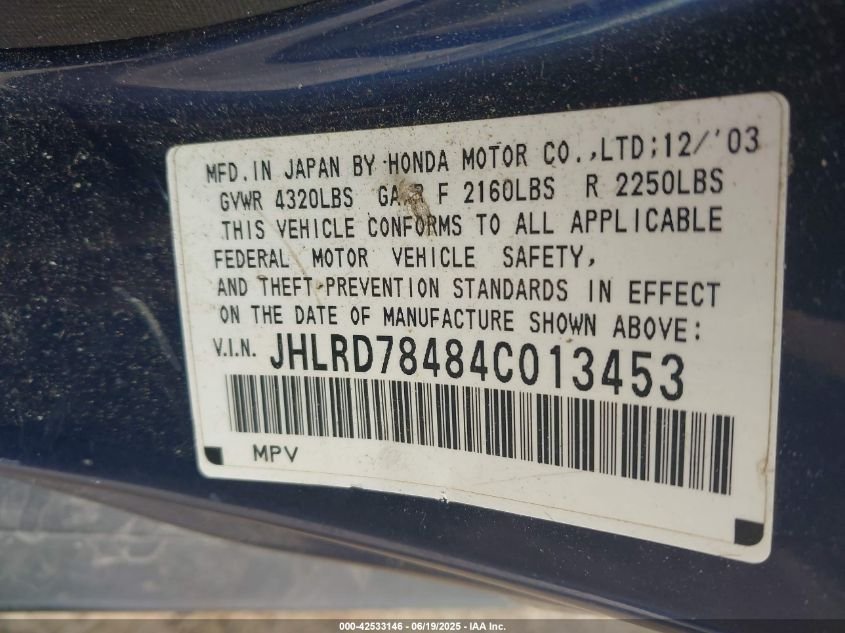 MFD.IN JAPAN BY HONDA MOTOR CO.,LTD;12/'03
GVWR 4320LBS F 2160LBS R 2250LBS
THIS VEHICLE CONFORMS TO ALL APPLICABLE
FEDERAL MOTOR VEHICLE SAFETY,
AND THEFT PREVENTION STANDARDS IN EFFECT
ON THE DATE OF MANUFACTURE SHOWN ABOVE:
V.I.N. JHLRD78484C013453
MPV
000-42533146 - 06/19/2025 - IAA Inc.